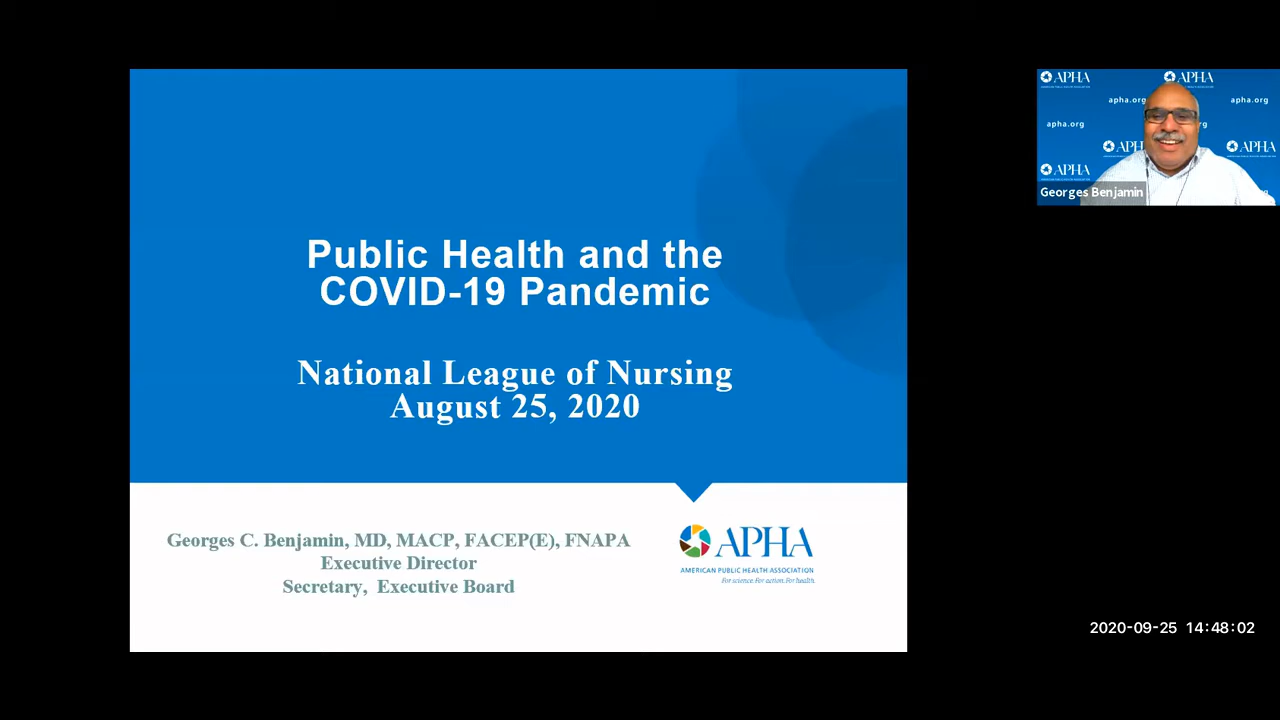 Public Health and the
COVID-19 Pandemic
National League of Nursing
August 25, 2020
Georges C. Benjamin, MD, MACP, FACEP(E), FNAPA
Executive Director
Secretary, Executive Board
APHA
AMERICAN PUBLIC HEALTH ASSOCIATION
For science. For action. For health.
APHA
APHA
apha.org
apha.org
apha.org
APHA
APHA
APHA
Georges Benjamin
2020-09-25 14:48:02